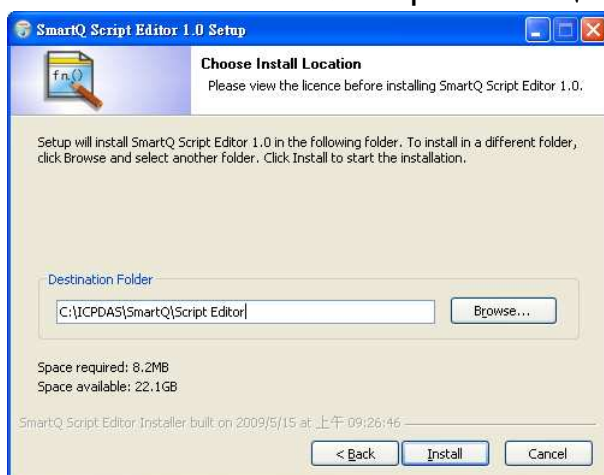 SmartQ Script Editor 1.0 Setup
fn()
Choose Install Location
Please view the licence before installing SmartQ Script Editor 1.0.
Setup will install SmartQ Script Editor 1.0 in the following folder. To install in a different folder,
click Browse and select another folder. Click Install to start the installation.
Destination Folder
C:\ICPDAS\SmartQ\Script Editor
Browse...
Space required: 8.2MB
Space available: 22.1GB
SmartQ Script Editor Installer built on 2009/5/15 at 上午 09:26:46
< Back
Install
Cancel